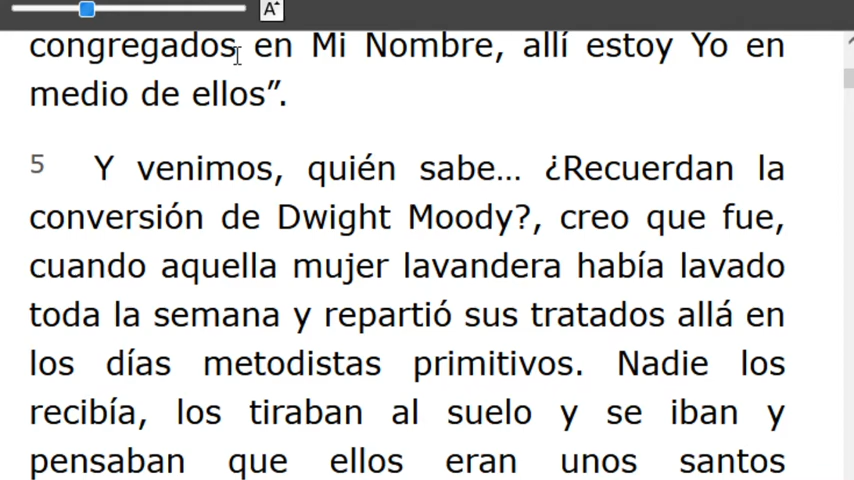 A
congregados en Mi Nombre, allí estoy Yo en
medio de ellos”.
5 Y venimos, quién sabe... ¿Recuerdan la
conversión de Dwight Moody?, creo que fue,
cuando aquella mujer lavandera había lavado
toda la semana y repartió sus tratados allá en
los días metodistas primitivos. Nadie los
recibía, los tiraban al suelo y se iban y
pensaban que ellos eran unos santos